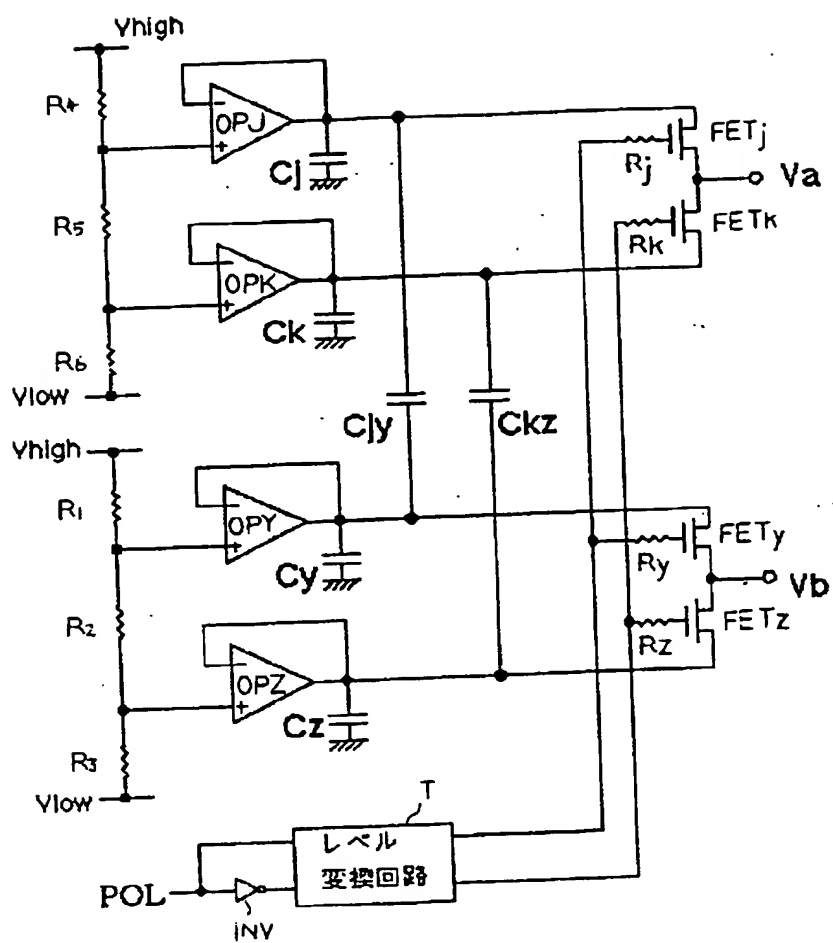 Vhigh
R4
OPJ
Cj
R5
OPK
Ck
R6
Vlow
FETj
Rj
Va
FETk
Rk
Cjy
Ckz
Vhigh
R1
OPY
Cy
R2
OPZ
Cz
R3
Vlow
FETy
Ry
Vb
FETz
Rz
T
レベル
変換回路
POL
INV